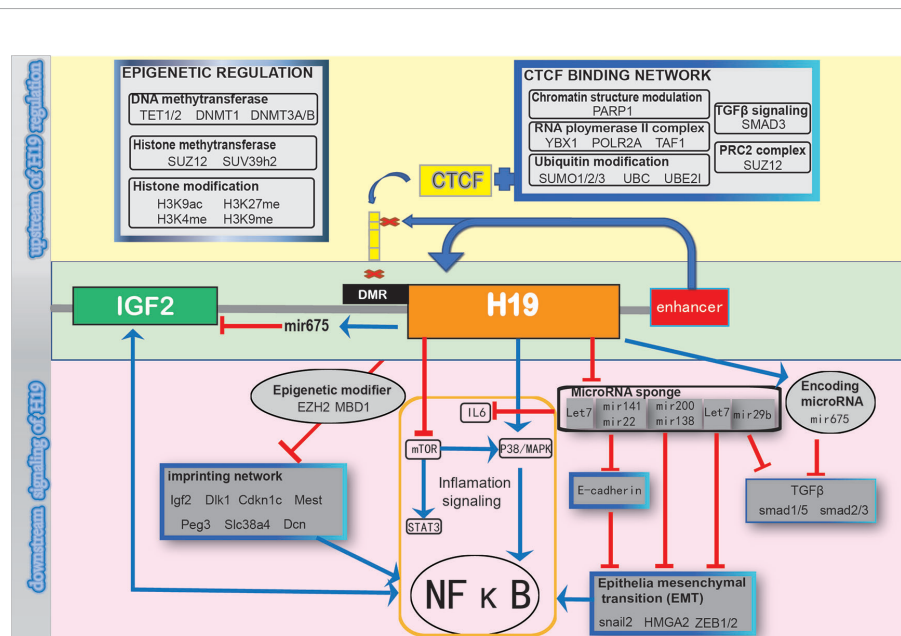 upstream of H19 regulation
EPIGENETIC REGULATION
DNA methytransferase
TET1/2 DNMT1 DNMT3A/B
Histone methytransferase
SUZ12 SUV39h2
Histone modification
H3K9ac H3K27me
H3K4me H3K9me
CTCF
CTCF BINDING NETWORK
Chromatin structure modulation
PARP1
RNA ploymerase II complex
YBX1 POLR2A TAF1
Ubiquitin modification
SUMO1/2/3 UBC UBE2I
TGFβ signaling
SMAD3
PRC2 complex
SUZ12
IGF2
mir675
DMR
H19
enhancer
downstream signaling of H19
Epigenetic modifier
EZH2 MBD1
imprinting network
Igf2 Dlk1 Cdkn1c Mest
Peg3 Slc38a4 Dcn
IL6
mTOR
P38/MAPK
Inflamation
signaling
STAT3
NF κ B
MicroRNA sponge
Let7
mir141
mir22
mir200
mir138
Let7
mir29b
Encoding
microRNA
mir675
E-cadherin
TGFβ
smad1/5 smad2/3
Epithelia mesenchymal
transition (EMT)
snail2 HMGA2 ZEB1/2